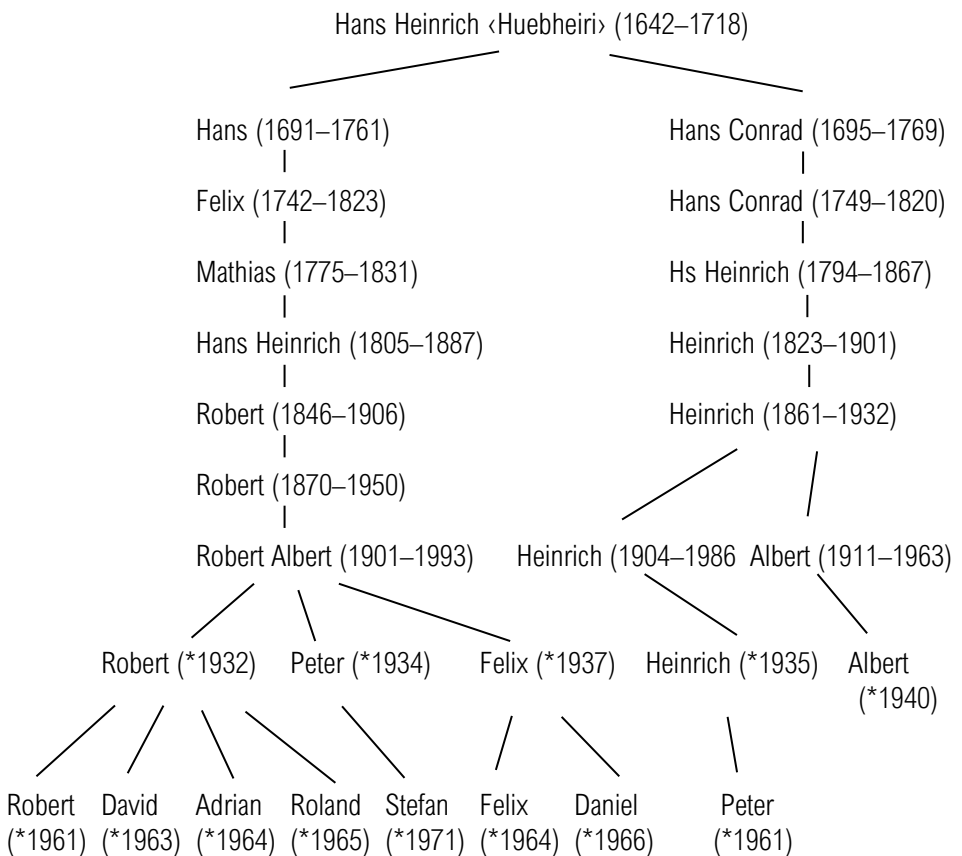 Hans Heinrich ‹Huebheiri› (1642–1718)
Hans (1691–1761) Hans Conrad (1695–1769)
Felix (1742–1823) Hans Conrad (1749–1820)
Mathias (1775–1831) Hs Heinrich (1794–1867)
Hans Heinrich (1805–1887) Heinrich (1823–1901)
Robert (1846–1906) Heinrich (1861–1932)
Robert (1870–1950)
Robert Albert (1901–1993) Heinrich (1904–1986 Albert (1911–1963)
Robert (*1932) Peter (*1934) Felix (*1937) Heinrich (*1935) Albert
(*1940)
Robert David Adrian Roland Stefan Felix Daniel Peter
(*1961) (*1963) (*1964) (*1965) (*1971) (*1964) (*1966) (*1961)